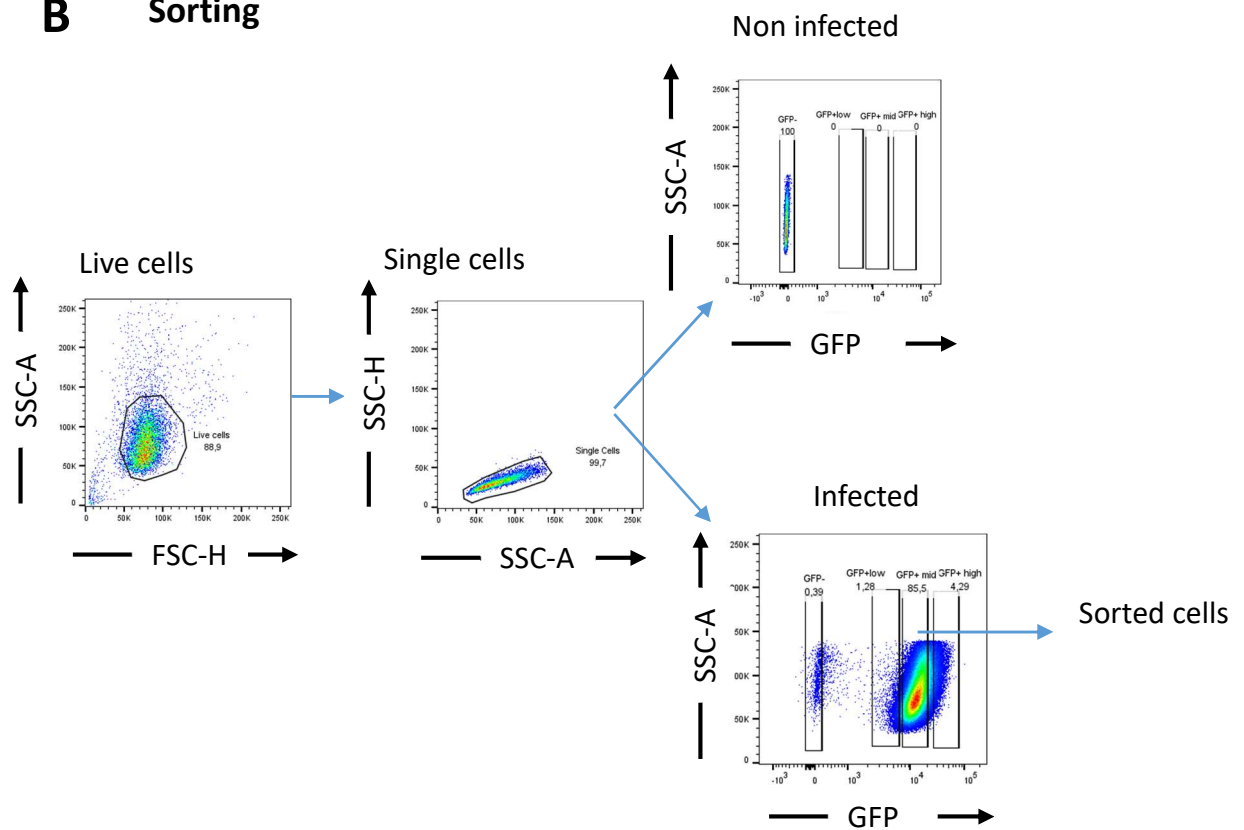 B Sorting
Non infected
SSC-A
250K
200K
150K
100K
50K
0
GFP-
100
GFP+low
0
GFP+ mid
0
GFP+ high
0
-10³ 0 10³ 10⁴ 10⁵
GFP
Live cells
SSC-A
250K
200K
150K
100K
50K
0
Live cells
88,9
0 50K 100K 150K 200K 250K
FSC-H
Single cells
SSC-H
250K
200K
150K
100K
50K
0
Single Cells
99,7
0 50K 100K 150K 200K 250K
SSC-A
Infected
SSC-A
250K
200K
50K
00K
50K
0
GFP-
0,39
GFP+low
1,28
GFP+ mid
85,5
GFP+ high
4,29
-10³ 0 10³ 10⁴ 10⁵
GFP
Sorted cells